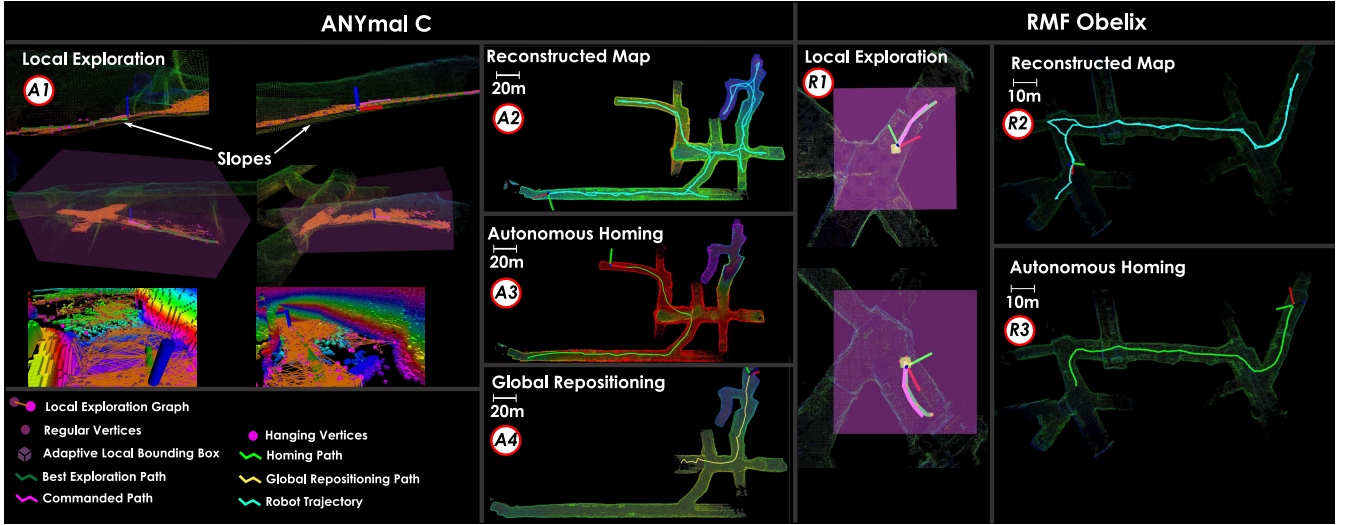 ANYmal C
RMF Obelix
Local Exploration
A1
Slopes
Reconstructed Map
20m
A2
Autonomous Homing
20m
A3
Global Repositioning
20m
A4
Local Exploration
R1
Reconstructed Map
10m
R2
Autonomous Homing
10m
R3
Local Exploration Graph
Regular Vertices
Adaptive Local Bounding Box
Best Exploration Path
Commanded Path
Hanging Vertices
Homing Path
Global Repositioning Path
Robot Trajectory